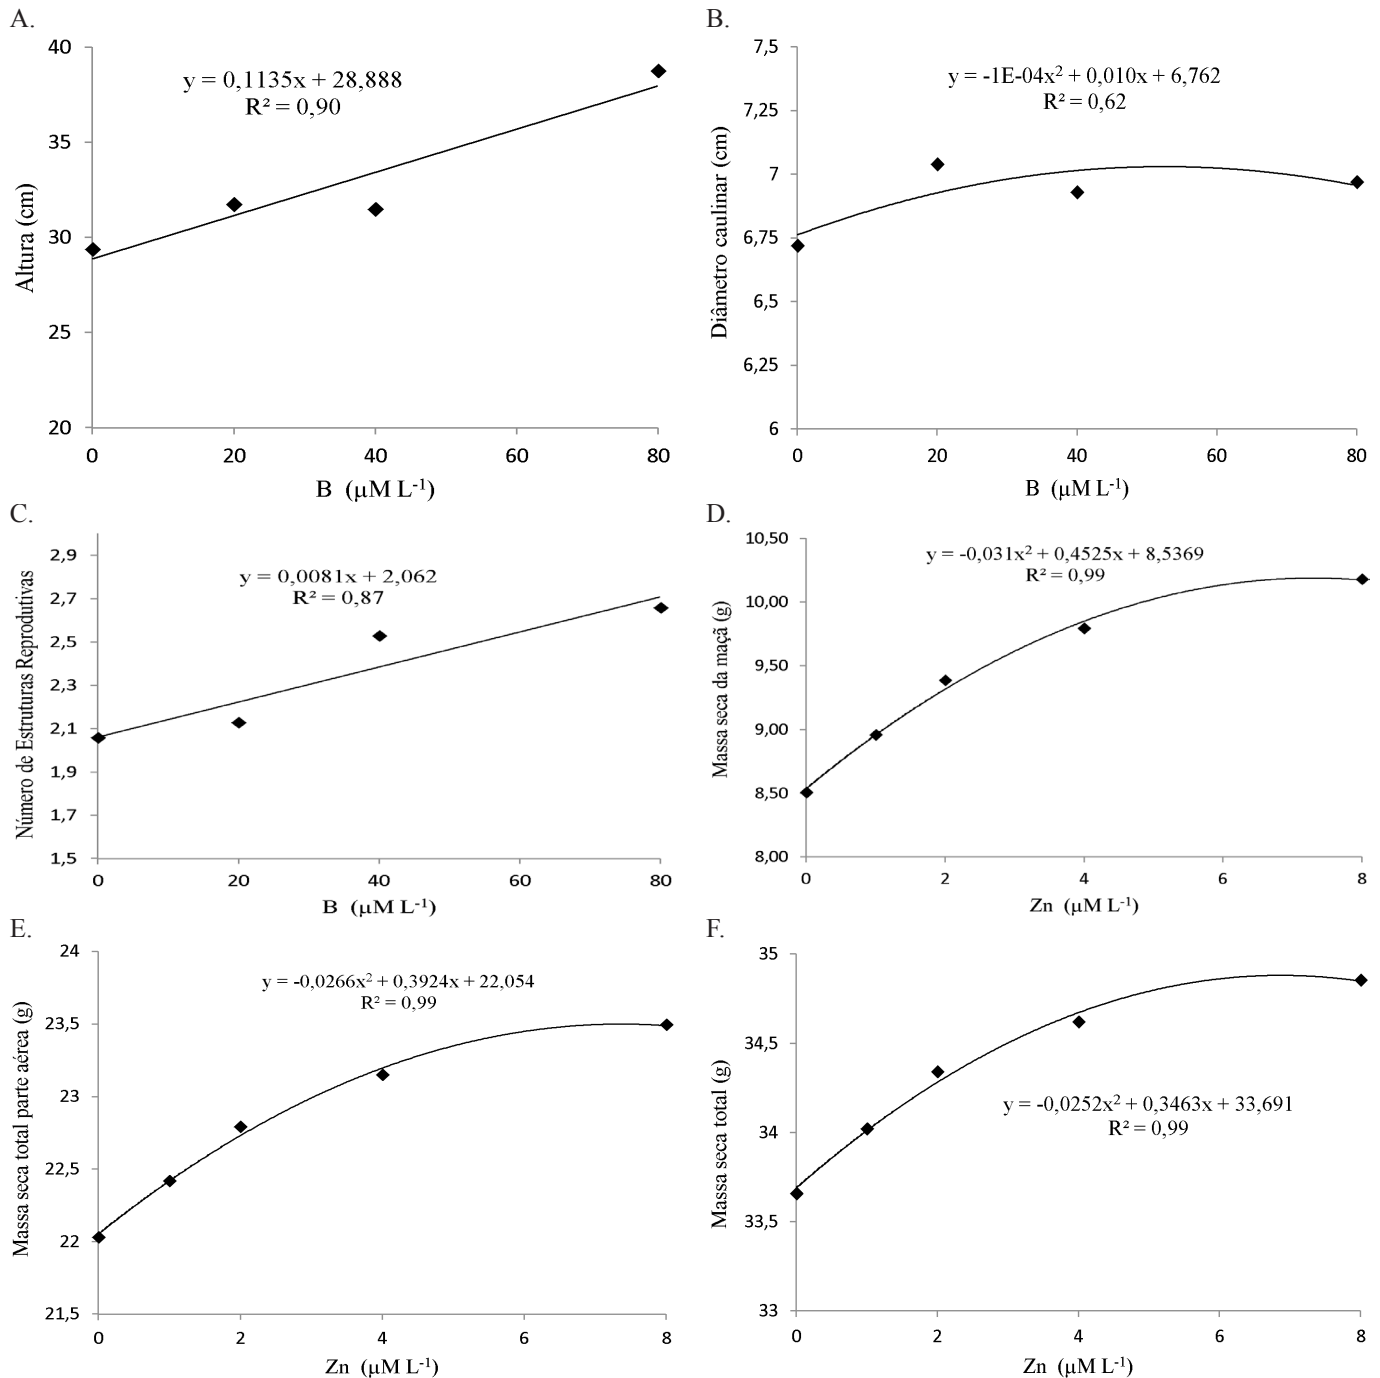 A.
40
35
30
25
20
Altura (cm)
y = 0,1135x + 28,888
R² = 0,90
0 20 40 60 80
B (µM L⁻¹)
B.
7,5
7,25
7
6,75
6,5
6,25
6
Diâmetro caulinar (cm)
y = -1E-04x² + 0,010x + 6,762
R² = 0,62
0 20 40 60 80
B (µM L⁻¹)
C.
2,9
2,7
2,5
2,3
2,1
1,9
1,7
1,5
Número de Estruturas Reprodutivas
y = 0,0081x + 2,062
R² = 0,87
0 20 40 60 80
B (µM L⁻¹)
D.
10,50
10,00
9,50
9,00
8,50
8,00
Massa seca da maçã (g)
y = -0,031x² + 0,4525x + 8,5369
R² = 0,99
0 2 4 6 8
Zn (µM L⁻¹)
E.
24
23,5
23
22,5
22
21,5
Massa seca total parte aérea (g)
y = -0,0266x² + 0,3924x + 22,054
R² = 0,99
0 2 4 6 8
Zn (µM L⁻¹)
F.
35
34,5
34
33,5
33
Massa seca total (g)
y = -0,0252x² + 0,3463x + 33,691
R² = 0,99
0 2 4 6 8
Zn (µM L⁻¹)